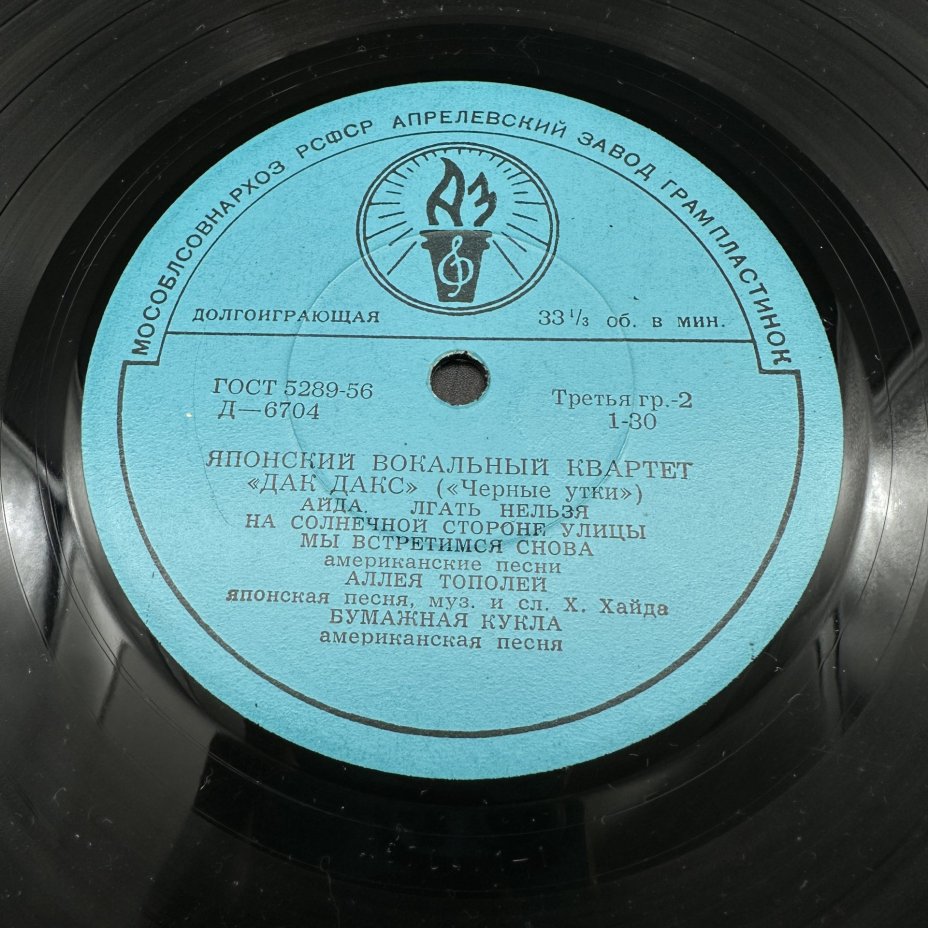 МОСОБЛСОВНАРХОЗ РСФСР АПРЕЛЕВСКИЙ ЗАВОД ГРАМПЛАСТИНОК
АЗ
ДОЛГОИГРАЮЩАЯ 33 1/3 об. в мин.
ГОСТ 5289-56 Третья гр.-2
Д—6704 1-30
ЯПОНСКИЙ ВОКАЛЬНЫЙ КВАРТЕТ
«ДАК ДАКС» («Черные утки»)
АЙДА. ЛГАТЬ НЕЛЬЗЯ
НА СОЛНЕЧНОЙ СТОРОНЕ УЛИЦЫ
МЫ ВСТРЕТИМСЯ СНОВА
американские песни
АЛЛЕЯ ТОПОЛЕЙ
японская песня, муз. и сл. Х. Хайда
БУМАЖНАЯ КУКЛА
американская песня